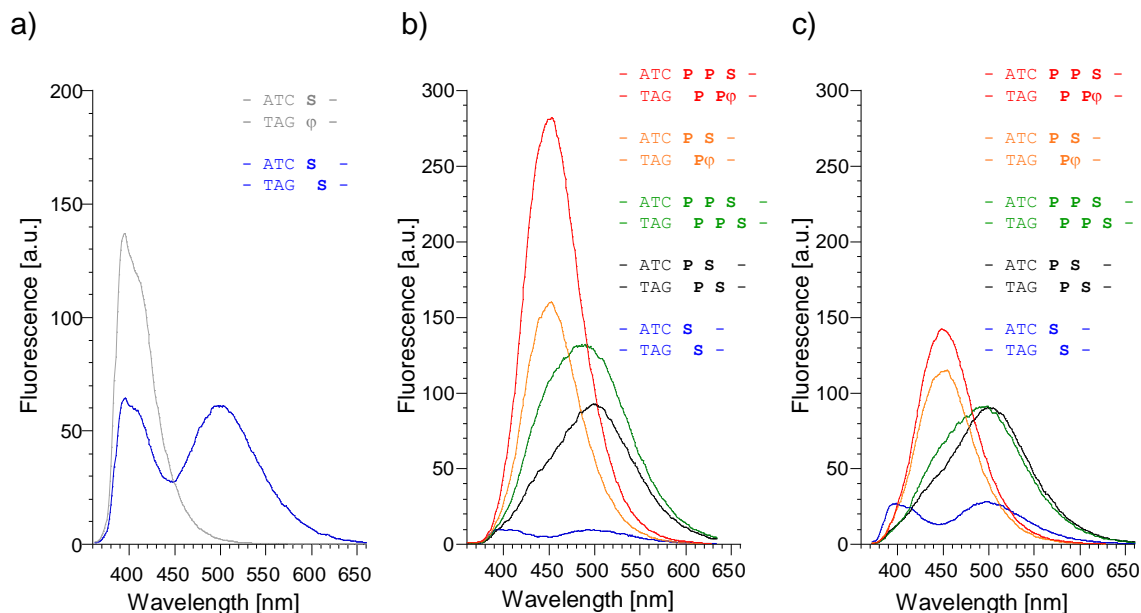 a)
200
150
100
50
0
Fluorescence [a.u.]
400 450 500 550 600 650
Wavelength [nm]
- ATC S -
- TAG φ -
- ATC S -
- TAG S -
b)
300
250
200
150
100
50
0
Fluorescence [a.u.]
400 450 500 550 600 650
Wavelength [nm]
- ATC P P S -
- TAG P Pφ -
- ATC P S -
- TAG Pφ -
- ATC P P S -
- TAG P P S -
- ATC P S -
- TAG P S -
- ATC S -
- TAG S -
c)
300
250
200
150
100
50
0
Fluorescence [a.u.]
400 450 500 550 600 650
Wavelength [nm]
- ATC P P S -
- TAG P Pφ -
- ATC P S -
- TAG Pφ -
- ATC P P S -
- TAG P P S -
- ATC P S -
- TAG P S -
- ATC S -
- TAG S -